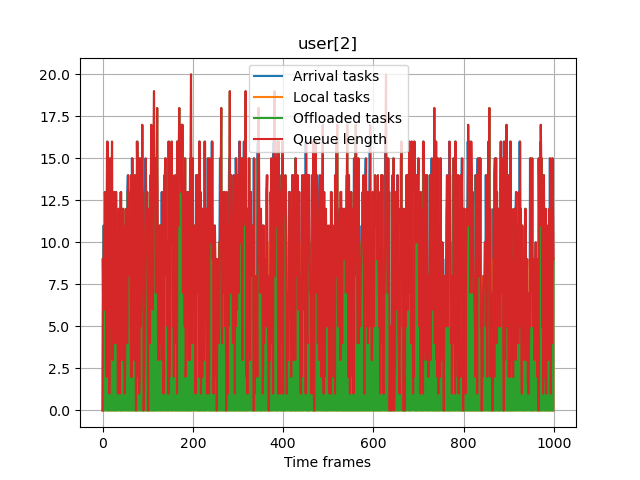 user[2]
Arrival tasks
Local tasks
Offloaded tasks
Queue length
20.0
17.5
15.0
12.5
10.0
7.5
5.0
2.5
0.0
0 200 400 600 800 1000
Time frames